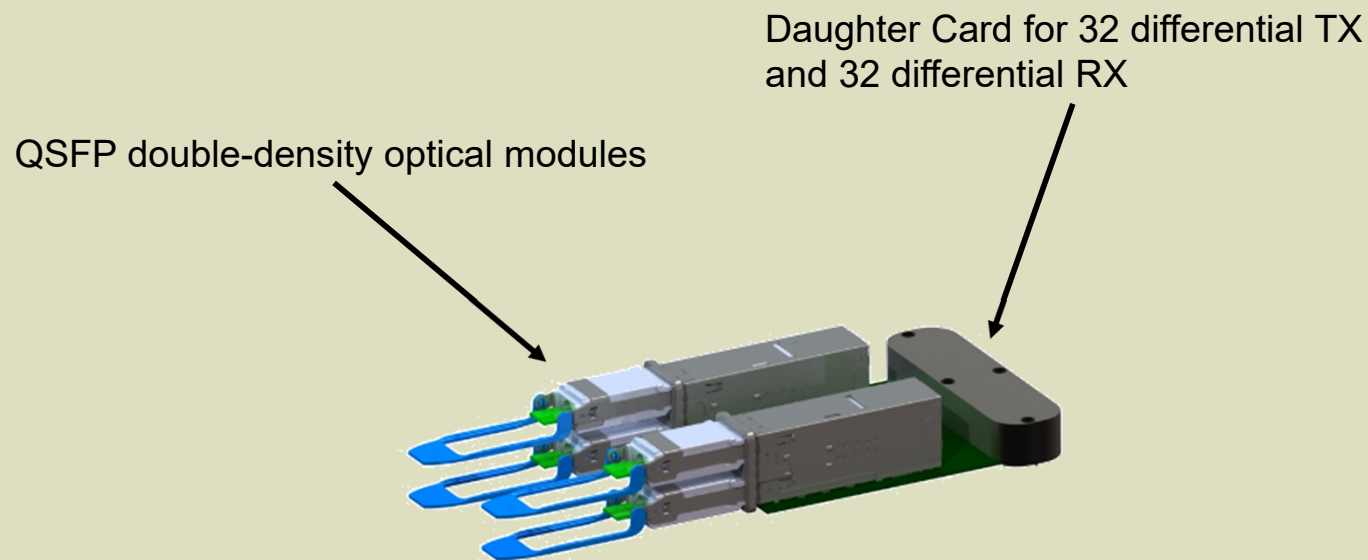 Daughter Card for 32 differential TX
and 32 differential RX
QSFP double-density optical modules